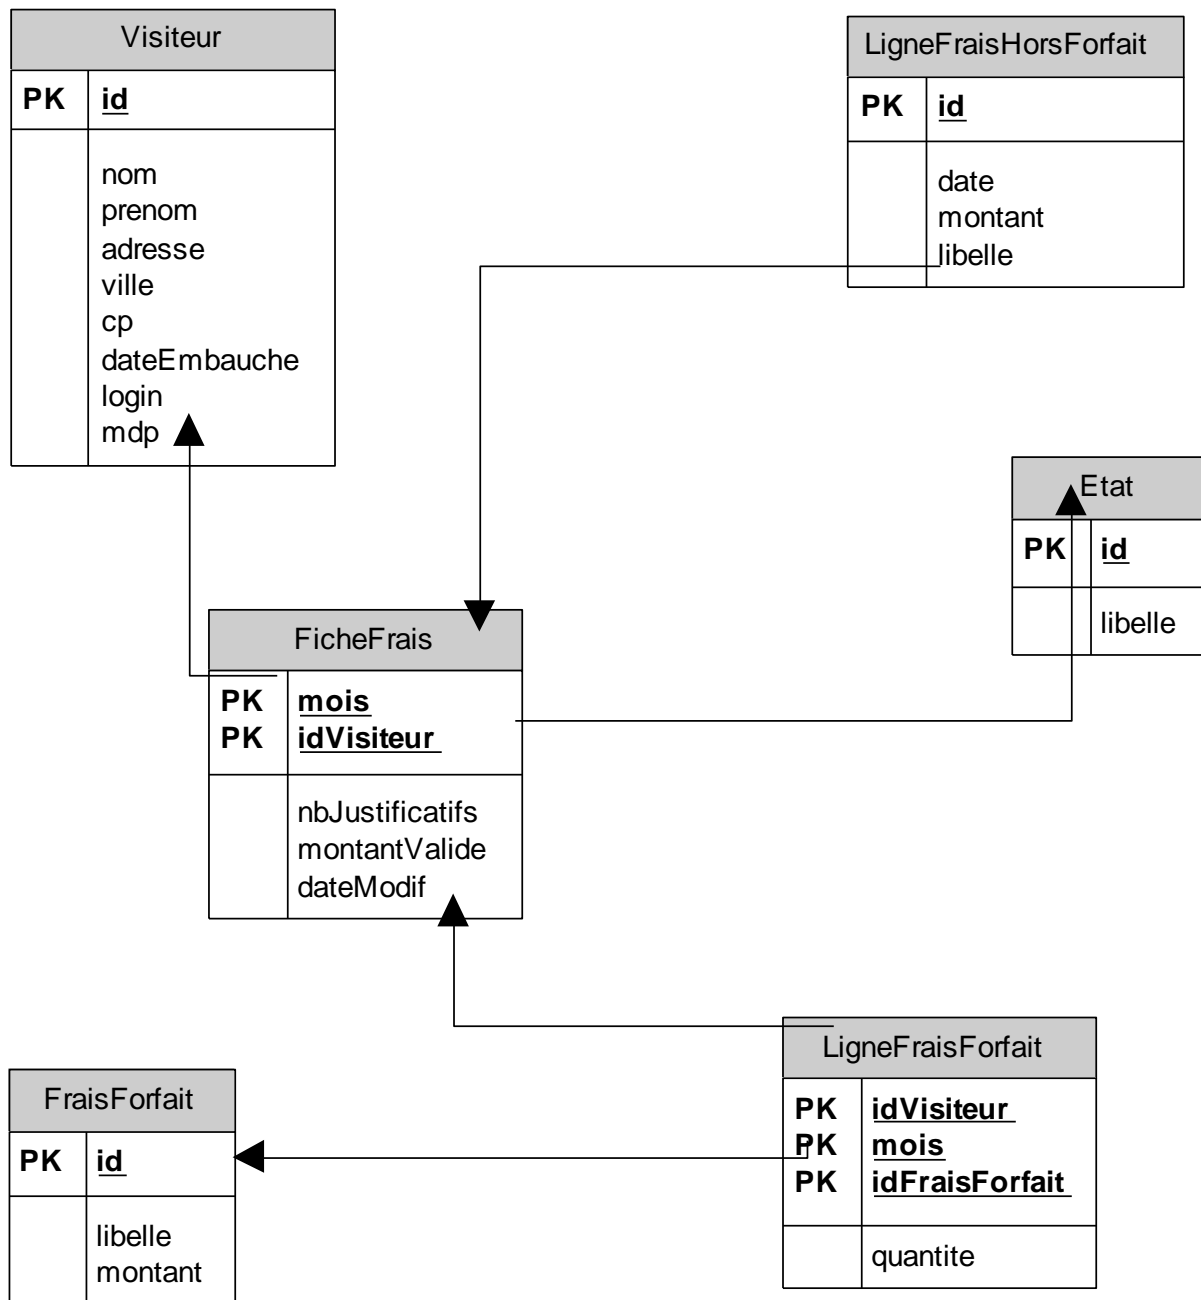 Visiteur
PK id
nom
prenom
adresse
ville
cp
dateEmbauche
login
mdp
LigneFraisHorsForfait
PK id
date
montant
libelle
Etat
PK id
libelle
FicheFrais
PK mois
PK idVisiteur
nbJustificatifs
montantValide
dateModif
LigneFraisForfait
PK idVisiteur
PK mois
PK idFraisForfait
quantite
FraisForfait
PK id
libelle
montant